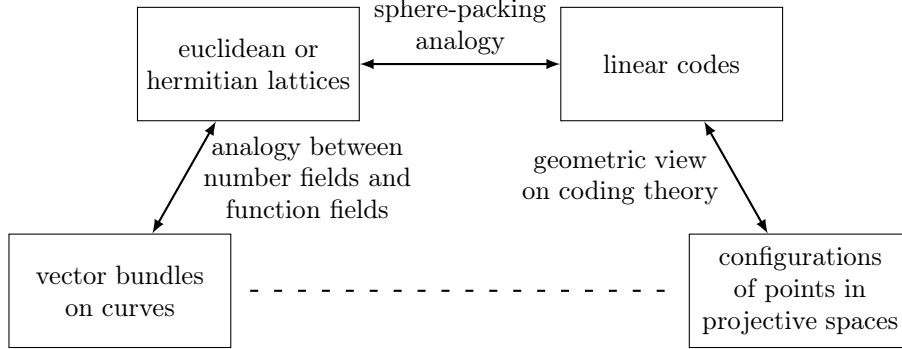 sphere-packing
analogy
euclidean or
hermitian lattices
linear codes
analogy between
number fields and
function fields
geometric view
on coding theory
vector bundles
on curves
configurations
of points in
projective spaces